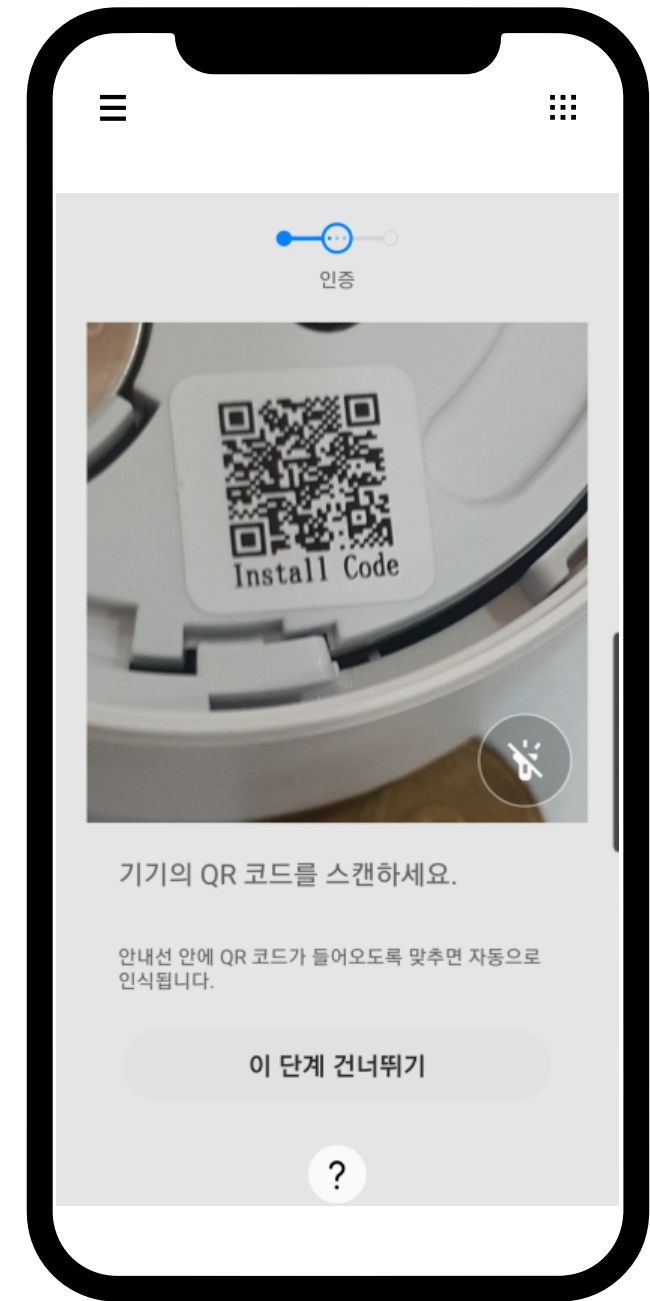 인증
Install Code
기기의 QR 코드를 스캔하세요.
안내선 안에 QR 코드가 들어오도록 맞추면 자동으로
인식됩니다.
이 단계 건너뛰기
?